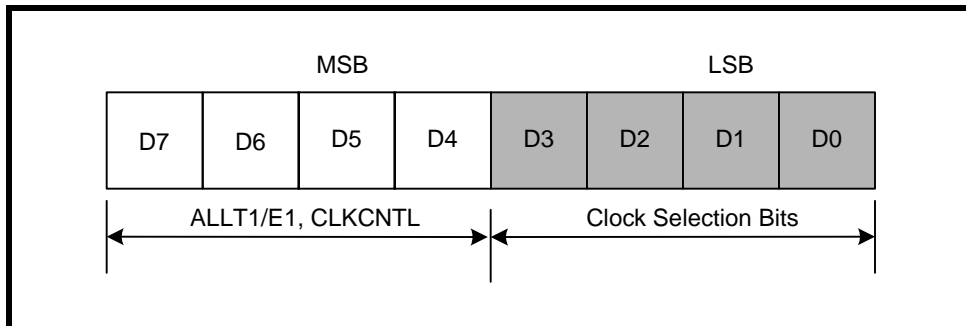 MSB LSB
D7 D6 D5 D4 D3 D2 D1 D0
ALLT1/E1, CLKCNTL Clock Selection Bits